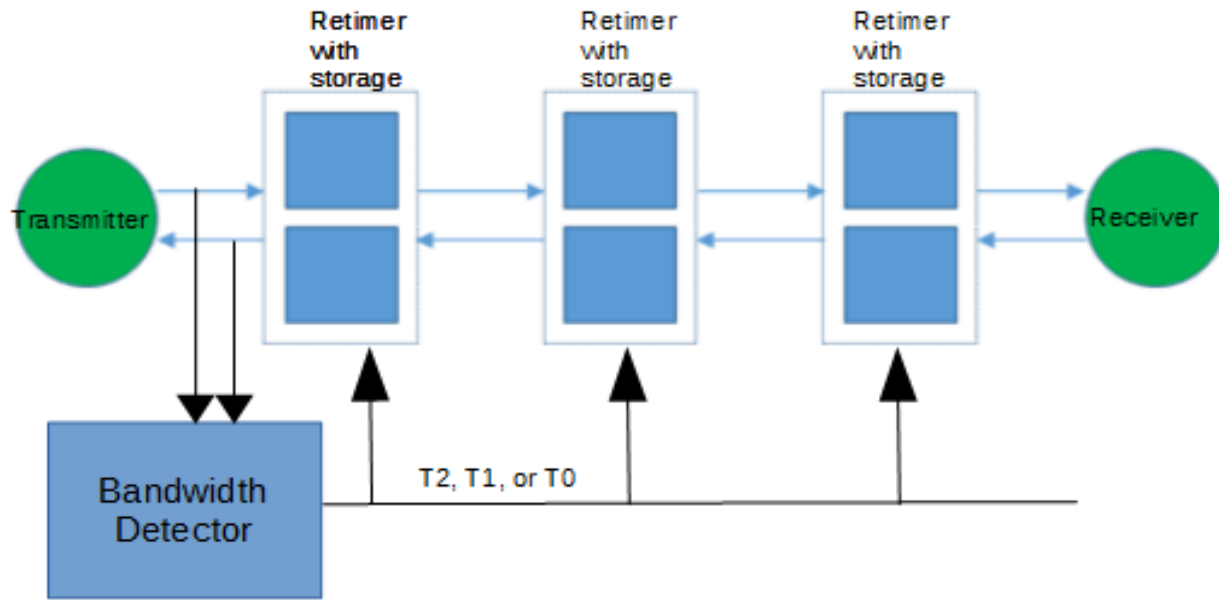 Retimer
with
storage
Retimer
with
storage
Retimer
with
storage
Transmitter
Receiver
T2, T1, or T0
Bandwidth
Detector